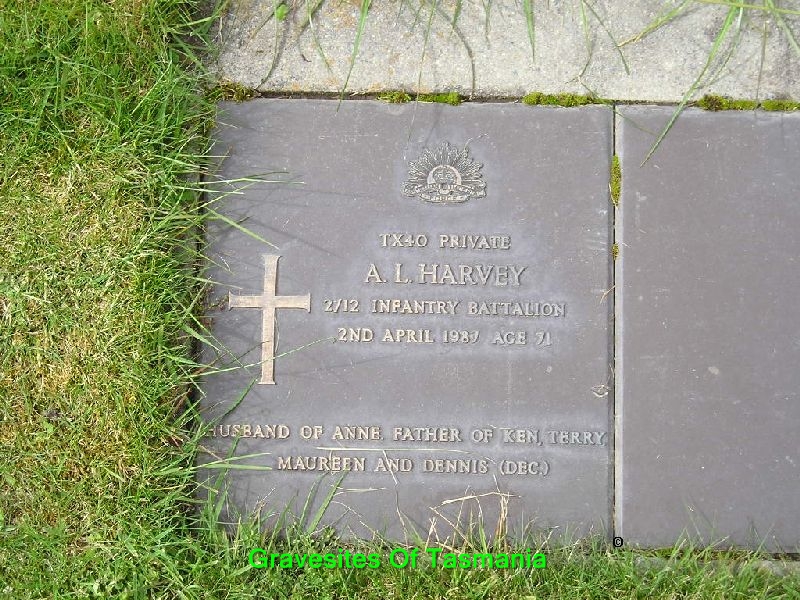 TX40 PRIVATE
A. L. HARVEY
2/12 INFANTRY BATTALION
2ND APRIL 1987 AGE 71
HUSBAND OF ANNE. FATHER OF KEN, TERRY
MAUREEN AND DENNIS (DEC.)
©
Gravesites Of Tasmania